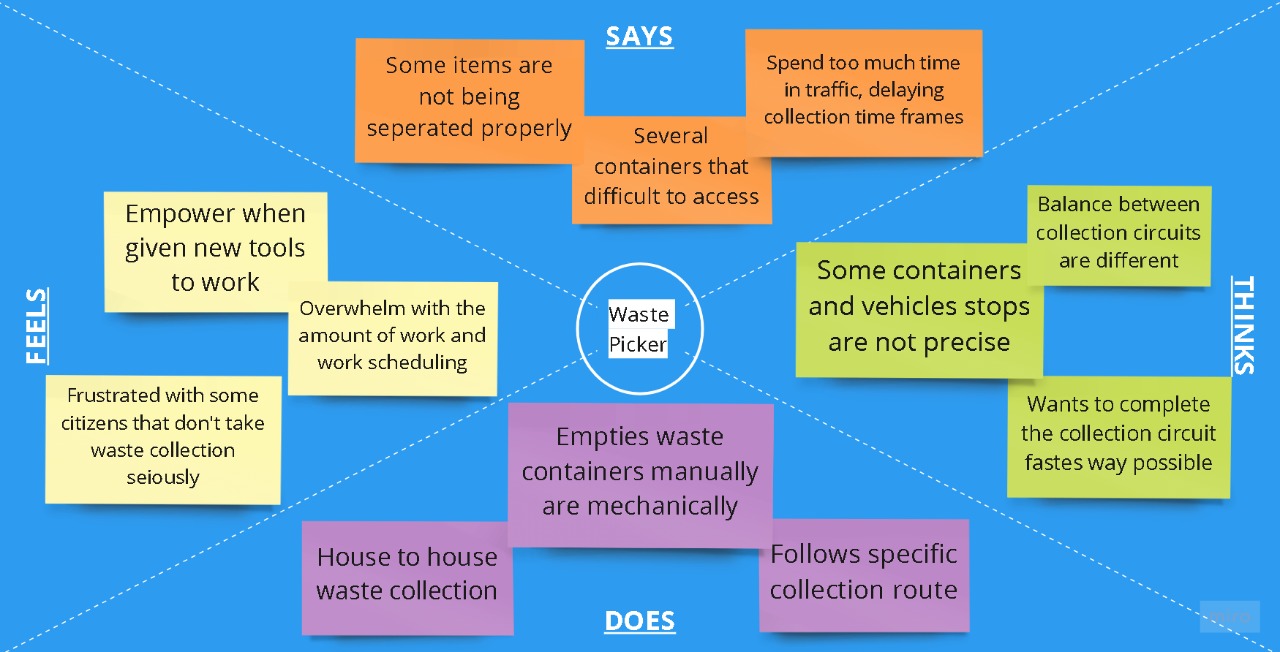 SAYS
Some items are
not being
seperated properly
Several
containers that
difficult to access
Spend too much time
in traffic, delaying
collection time frames
FEELS
Empower when
given new tools
to work
Overwhelm with the
amount of work and
work scheduling
Frustrated with some
citizens that don't take
waste collection
seiously
Waste
Picker
THINKS
Balance between
collection circuits
are different
Some containers
and vehicles stops
are not precise
Wants to complete
the collection circuit
fastes way possible
Empties waste
containers manually
are mechanically
House to house
waste collection
Follows specific
collection route
DOES